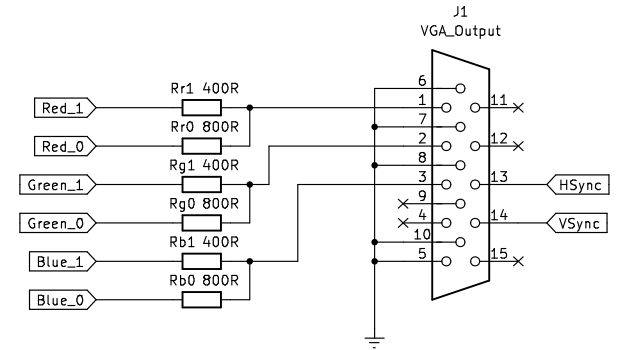 J1
VGA_Output
Rr1 400R
Red_1
Rr0 800R
Red_0
Rg1 400R
Green_1
Rg0 800R
Green_0
Rb1 400R
Blue_1
Rb0 800R
Blue_0
6
1
7
2
8
3
9
4
10
5
11
12
13
HSync
14
VSync
15